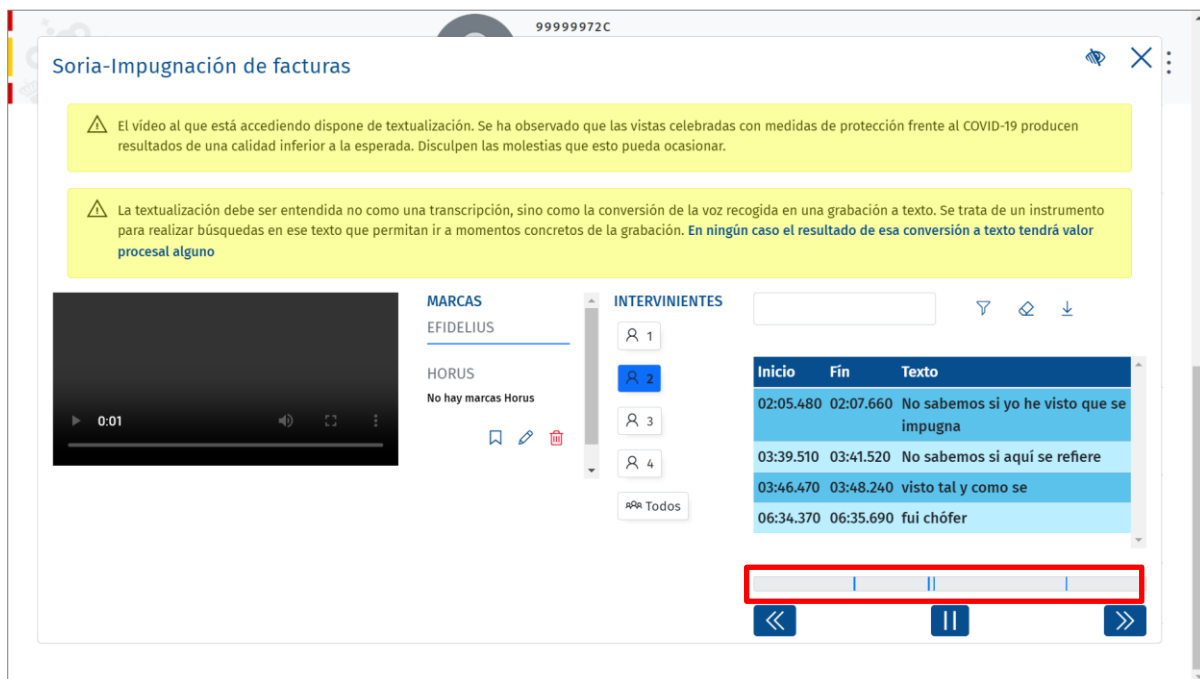 99999972C
Soria-Impugnación de facturas
El vídeo al que está accediendo dispone de textualización. Se ha observado que las vistas celebradas con medidas de protección frente al COVID-19 producen
resultados de una calidad inferior a la esperada. Disculpen las molestias que esto pueda ocasionar.
La textualización debe ser entendida no como una transcripción, sino como la conversión de la voz recogida en una grabación a texto. Se trata de un instrumento
para realizar búsquedas en ese texto que permitan ir a momentos concretos de la grabación. En ningún caso el resultado de esa conversión a texto tendrá valor
procesal alguno
0:01
MARCAS
EFIDELIUS
HORUS
No hay marcas Horus
INTERVINIENTES
1
2
3
4
Todos
Inicio Fín Texto
02:05.480 02:07.660 No sabemos si yo he visto que se
impugna
03:39.510 03:41.520 No sabemos si aquí se refiere
03:46.470 03:48.240 visto tal y como se
06:34.370 06:35.690 fui chófer